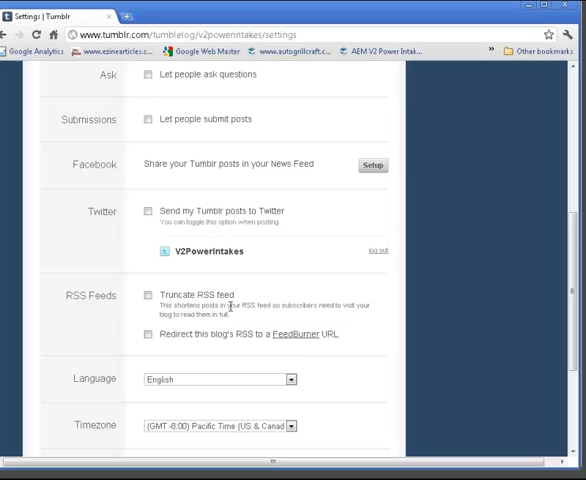 Settings | Tumblr
www.tumblr.com/tumblelog/v2powerintakes/settings
Google Analytics www.ezinearticles.c... Google Web Master www.autogrillcraft.c... AEM V2 Power Intak... » Other bookmarks
Ask Let people ask questions
Submissions Let people submit posts
Facebook Share your Tumblr posts in your News Feed Setup
Twitter Send my Tumblr posts to Twitter
You can toggle this option when posting.
V2PowerIntakes log out
RSS Feeds Truncate RSS feed
This shortens posts in your RSS feed so subscribers need to visit your
blog to read them in full.
Redirect this blog's RSS to a FeedBurner URL
Language English
Timezone (GMT -8:00) Pacific Time (US & Canad